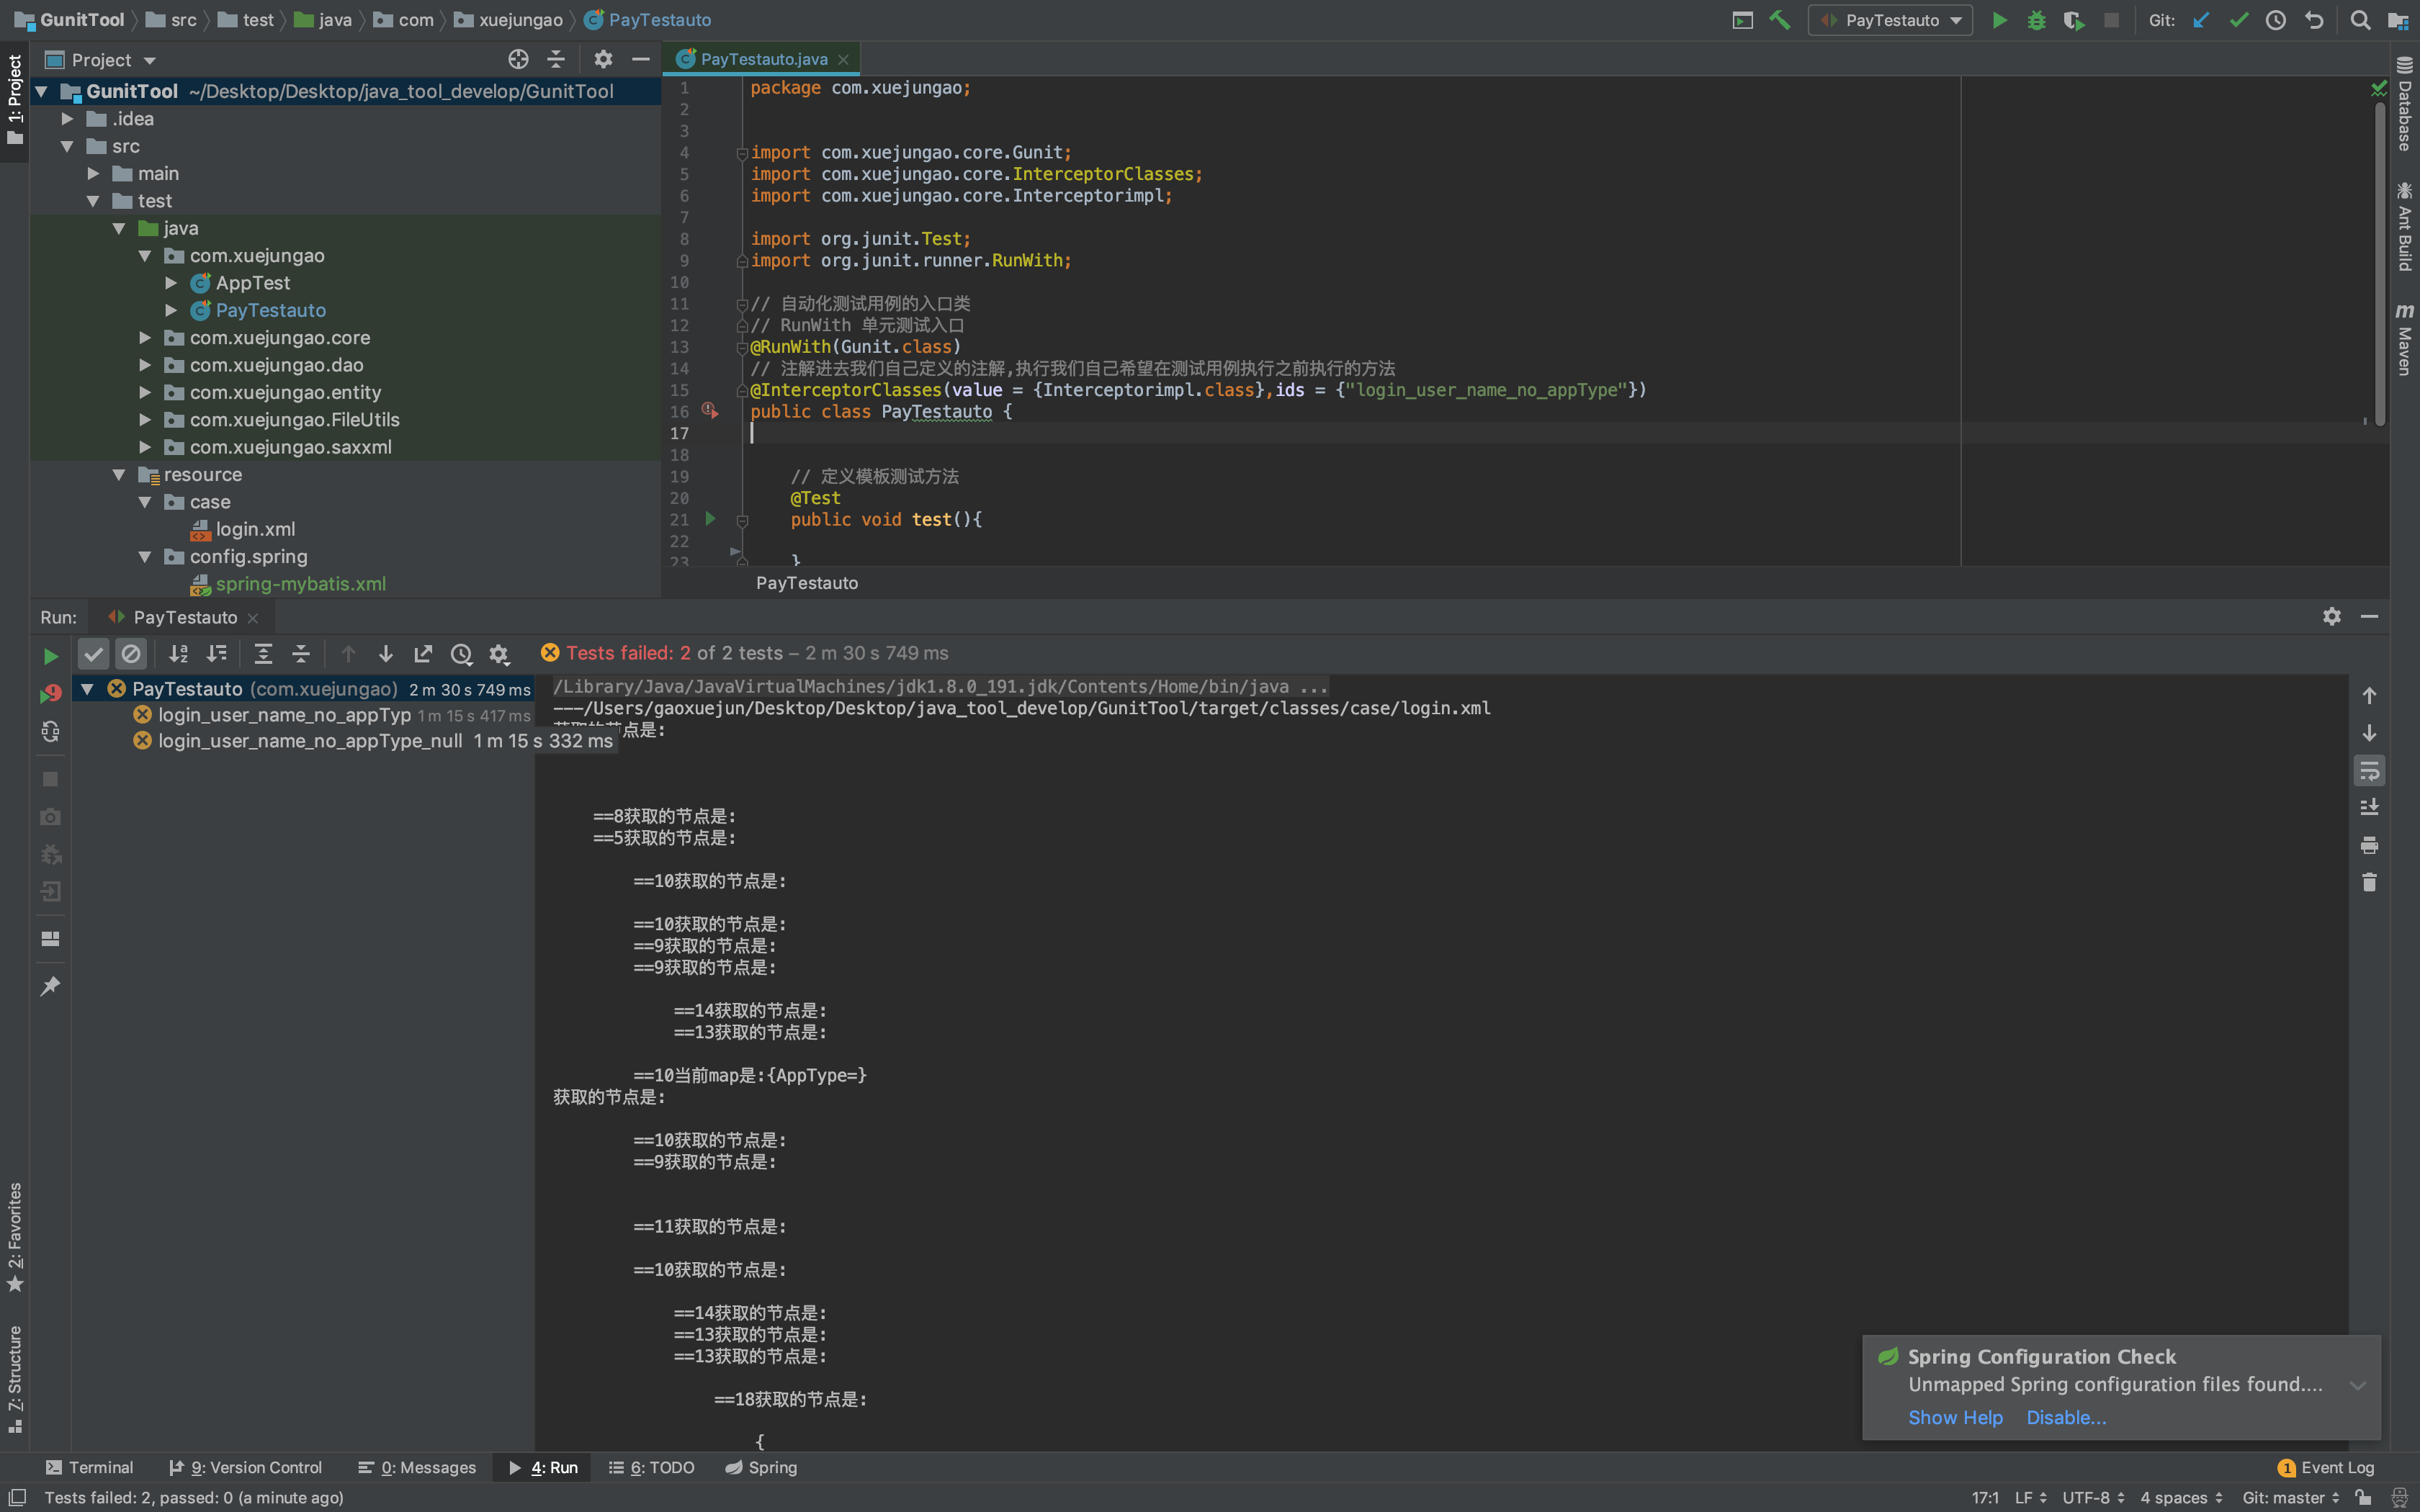 GunitTool src test java com xuejungao PayTestauto
PayTestauto Git:
1: Project
Project
GunitTool ~/Desktop/Desktop/java_tool_develop/GunitTool
.idea
src
main
test
java
com.xuejungao
AppTest
PayTestauto
com.xuejungao.core
com.xuejungao.dao
com.xuejungao.entity
com.xuejungao.FileUtils
com.xuejungao.saxxml
resource
case
login.xml
config.spring
spring-mybatis.xml
PayTestauto.java
1 package com.xuejungao;
2
3
4 import com.xuejungao.core.Gunit;
5 import com.xuejungao.core.InterceptorClasses;
6 import com.xuejungao.core.Interceptorimpl;
7
8 import org.junit.Test;
9 import org.junit.runner.RunWith;
10
11 // 自动化测试用例的入口类
12 // RunWith 单元测试入口
13 @RunWith(Gunit.class)
14 // 注解进去我们自己定义的注解,执行我们自己希望在测试用例执行之前执行的方法
15 @InterceptorClasses(value = {Interceptorimpl.class},ids = {"login_user_name_no_appType"})
16 public class PayTestauto {
17
18
19 // 定义模板测试方法
20 @Test
21 public void test(){
22
23 }
PayTestauto
Database
Ant Build
Maven
Run: PayTestauto
Tests failed: 2 of 2 tests – 2 m 30 s 749 ms
PayTestauto (com.xuejungao) 2 m 30 s 749 ms
login_user_name_no_appTyp 1 m 15 s 417 ms
login_user_name_no_appType_null 1 m 15 s 332 ms
/Library/Java/JavaVirtualMachines/jdk1.8.0_191.jdk/Contents/Home/bin/java ...
---/Users/gaoxuejun/Desktop/Desktop/java_tool_develop/GunitTool/target/classes/case/login.xml
点是:
==8获取的节点是:
==5获取的节点是:
==10获取的节点是:
==10获取的节点是:
==9获取的节点是:
==9获取的节点是:
==14获取的节点是:
==13获取的节点是:
==10当前map是:{AppType=}
获取的节点是:
==10获取的节点是:
==9获取的节点是:
==11获取的节点是:
==10获取的节点是:
==14获取的节点是:
==13获取的节点是:
==13获取的节点是:
==18获取的节点是:
{
2: Favorites
7: Structure
Spring Configuration Check
Unmapped Spring configuration files found....
Show Help Disable...
Terminal 9: Version Control 0: Messages 4: Run 6: TODO Spring
1 Event Log
Tests failed: 2, passed: 0 (a minute ago)
17:1 LF UTF-8 4 spaces Git: master